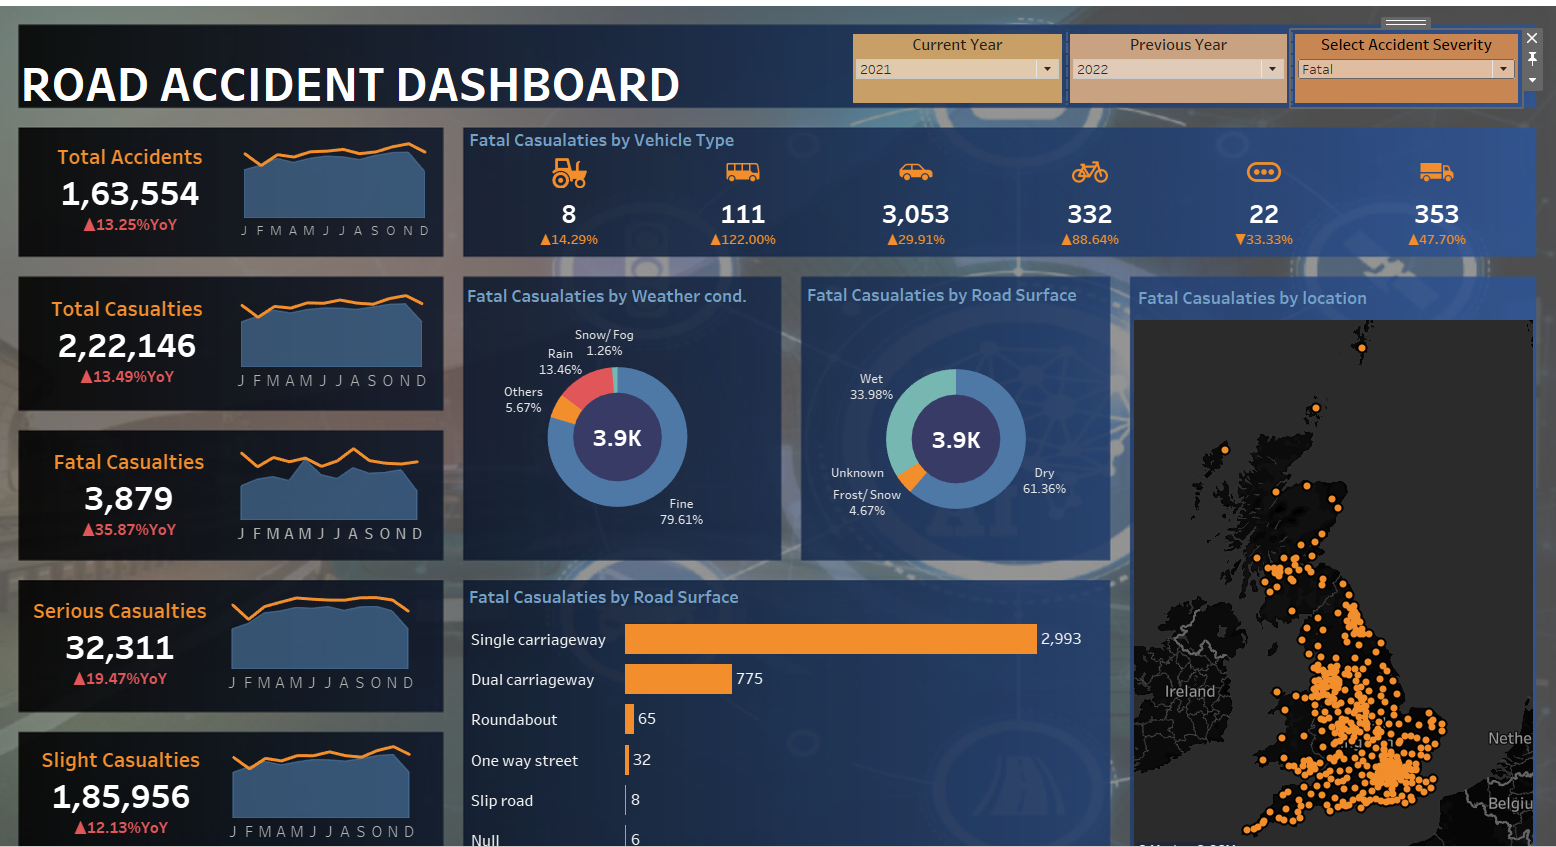 ROAD ACCIDENT DASHBOARD
Current Year
2021
Previous Year
2022
Select Accident Severity
Fatal
Total Accidents
1,63,554
▲13.25%YoY
J F M A M J J A S O N D
Total Casualties
2,22,146
▲13.49%YoY
J F M A M J J A S O N D
Fatal Casualties
3,879
▲35.87%YoY
J F M A M J J A S O N D
Serious Casualties
32,311
▲19.47%YoY
J F M A M J J A S O N D
Slight Casualties
1,85,956
▲12.13%YoY
J F M A M J J A S O N D
Fatal Casualaties by Vehicle Type
8
▲14.29%
111
▲122.00%
3,053
▲29.91%
332
▲88.64%
22
▼33.33%
353
▲47.70%
Fatal Casualaties by Weather cond.
Snow/ Fog
1.26%
Rain
13.46%
Others
5.67%
3.9K
Fine
79.61%
Fatal Casualaties by Road Surface
Wet
33.98%
3.9K
Unknown
Frost/ Snow
4.67%
Dry
61.36%
Fatal Casualaties by Road Surface
Single carriageway 2,993
Dual carriageway 775
Roundabout 65
One way street 32
Slip road 8
Null 6
Fatal Casualaties by location
Ireland
Nethe
Belgiu